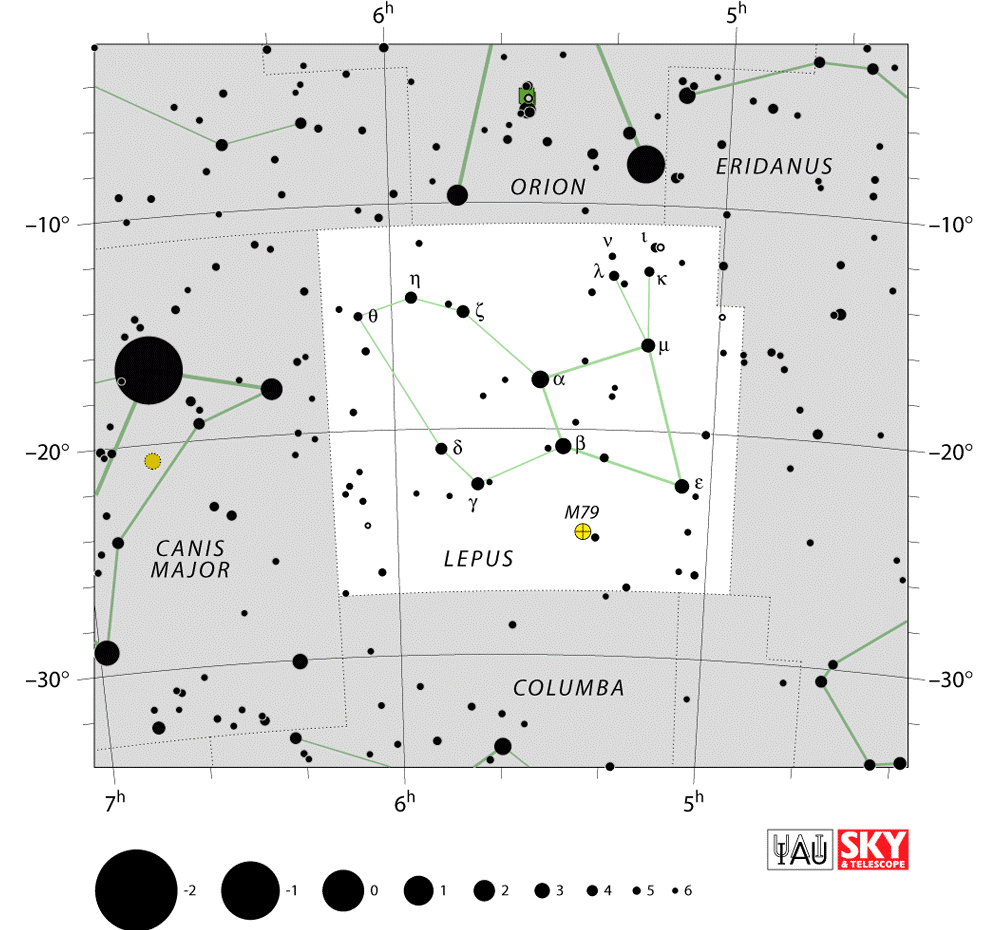 6h 5h
ERIDANUS
ORION
–10° –10°
ν ι
λ κ
η
θ ζ
μ
α
–20° –20°
β
δ
ε
γ
M79
CANIS
MAJOR
LEPUS
–30° –30°
COLUMBA
7h 6h 5h
IAU SKY
& TELESCOPE
-2 -1 0 1 2 3 4 5 6